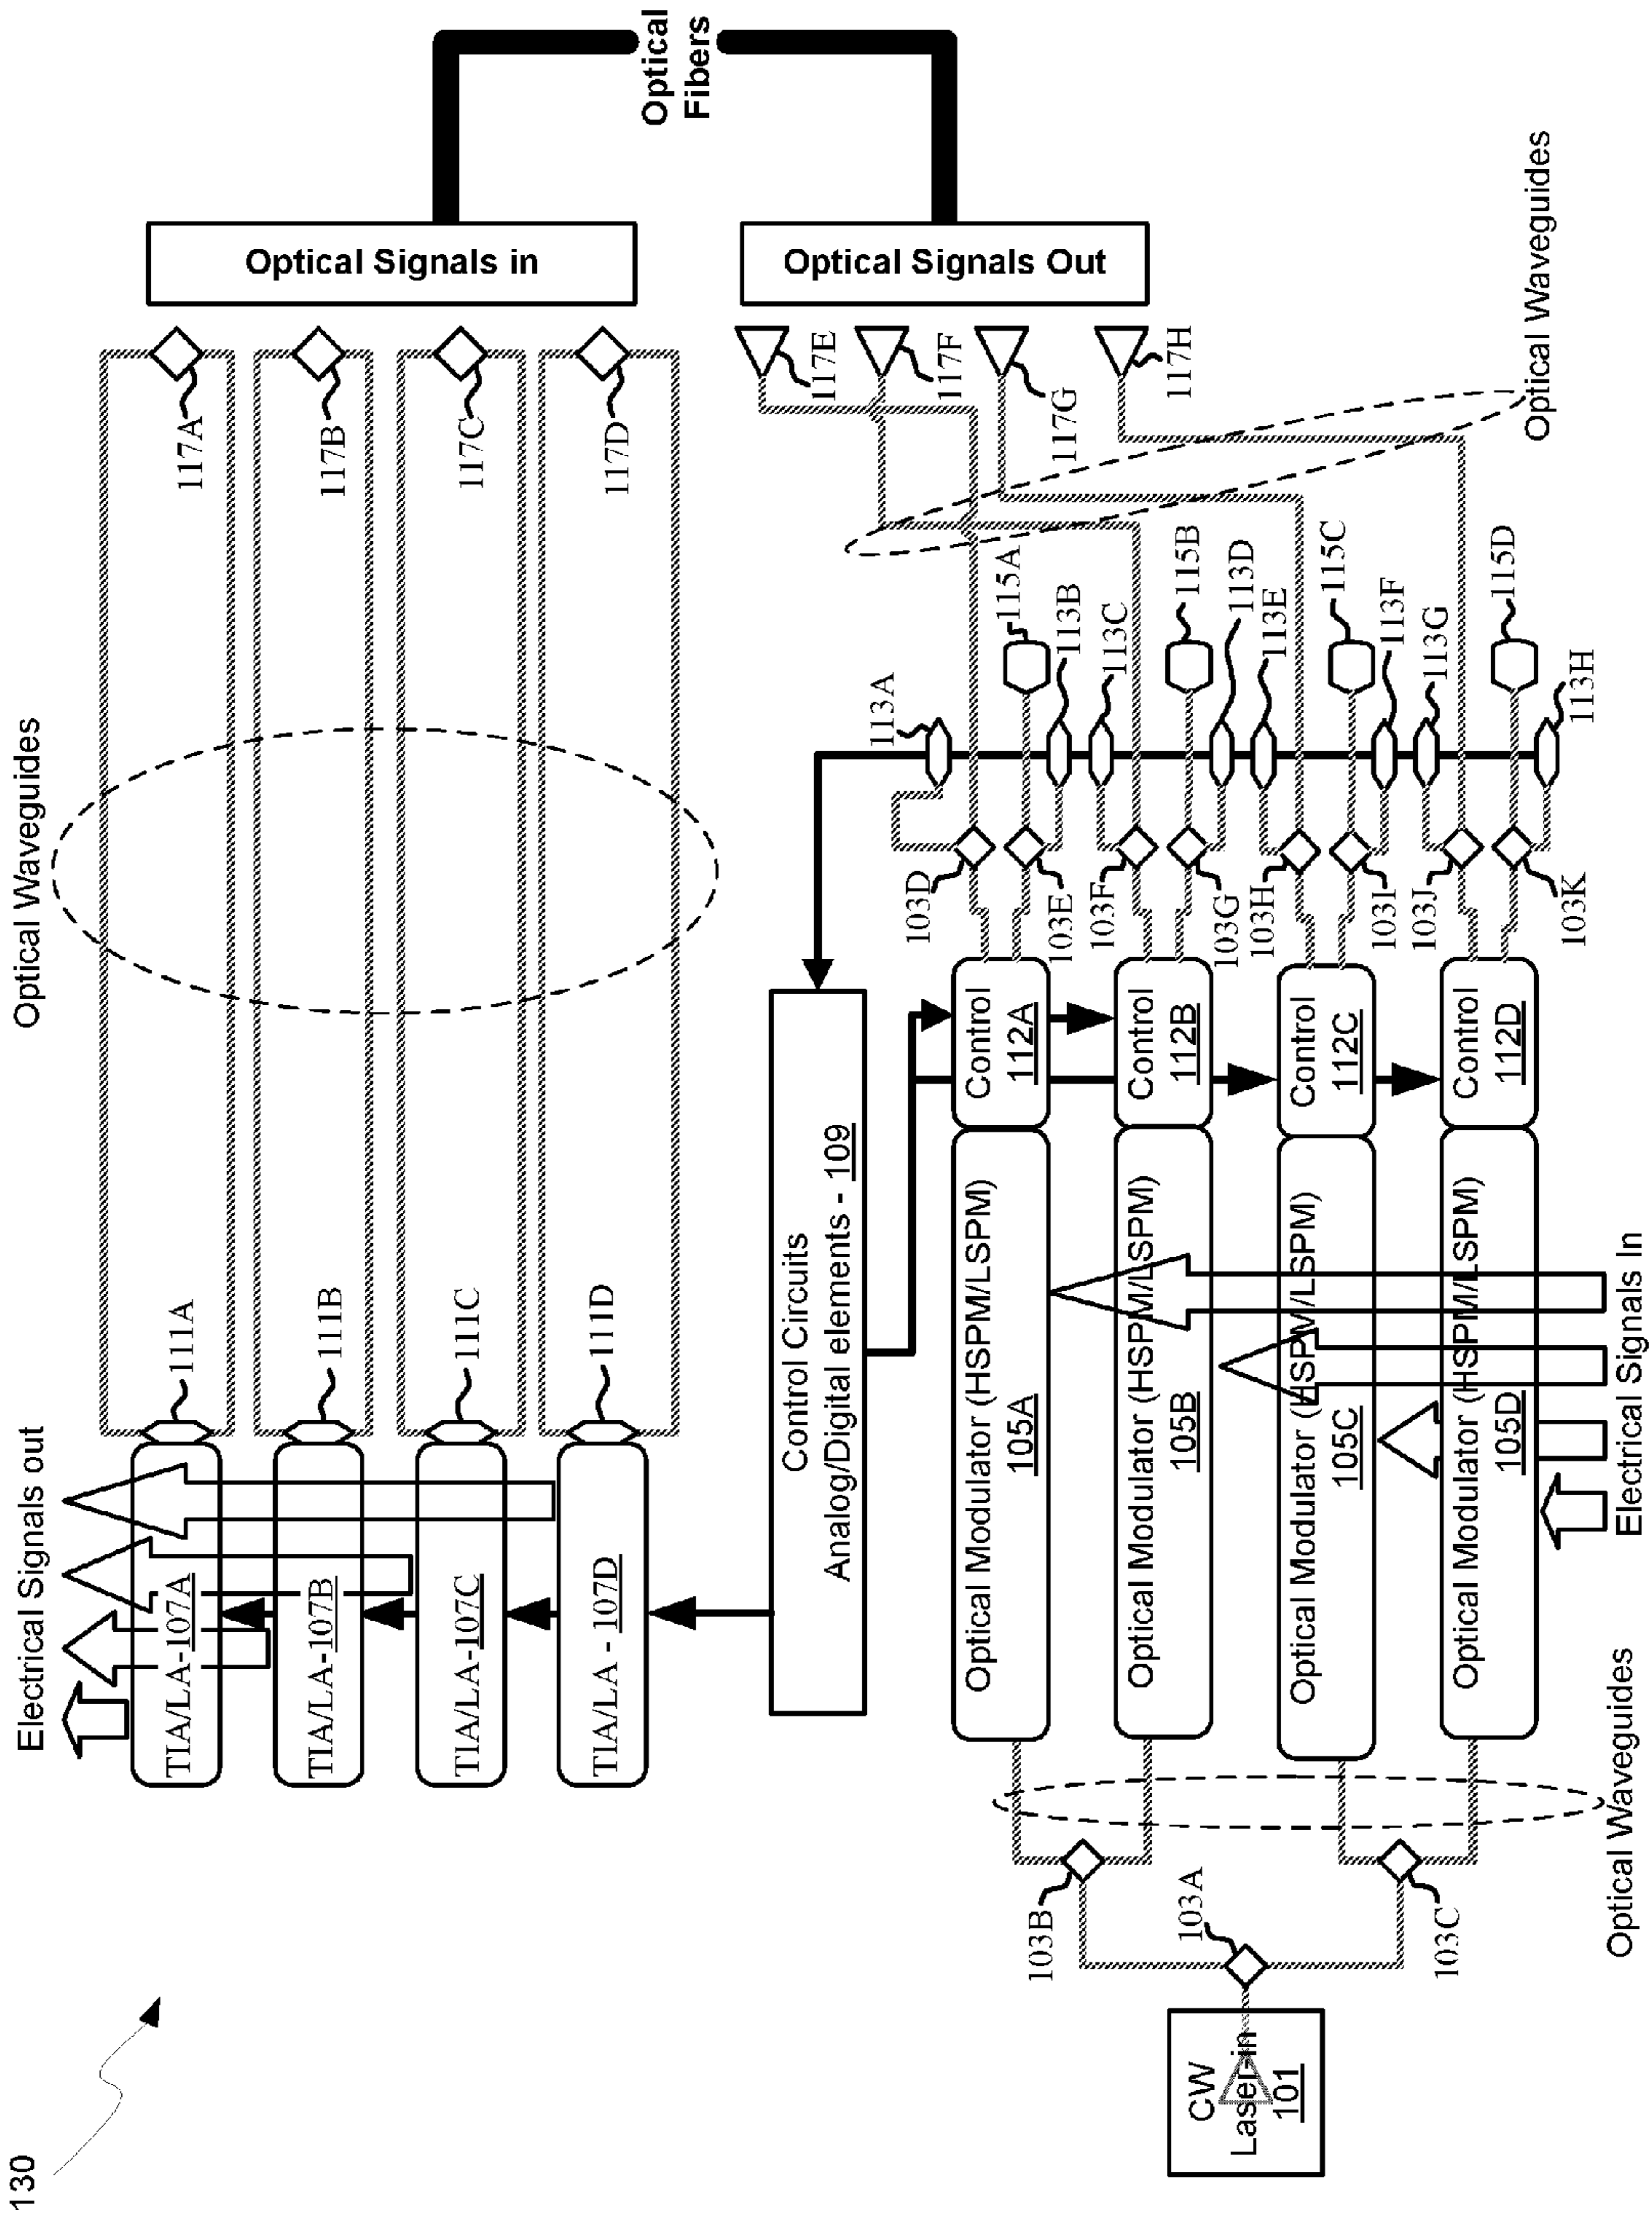 130
Optical Waveguides
Electrical Signals out
TIA/LA-107A
TIA/LA-107B
TIA/LA-107C
TIA/LA - 107D
111A
111B
111C
111D
117A
117B
117C
117D
Optical Signals in
Optical
Fibers
Optical Signals Out
117E
117F
117G
117H
Optical Waveguides
Control Circuits
Analog/Digital elements - 109
CW
Laser-in
101
103A
103B
103C
Optical Waveguides
Optical Modulator (HSPM/LSPM)
105A
Optical Modulator (HSPM/LSPM)
105B
Optical Modulator (HSPM/LSPM)
105C
Optical Modulator (HSPM/LSPM)
105D
Electrical Signals In
Control
112A
Control
112B
Control
112C
Control
112D
103D
103E
103F
103G
103H
103I
103J
103K
113A
113B
113C
113D
113E
113F
113G
113H
115A
115B
115C
115D